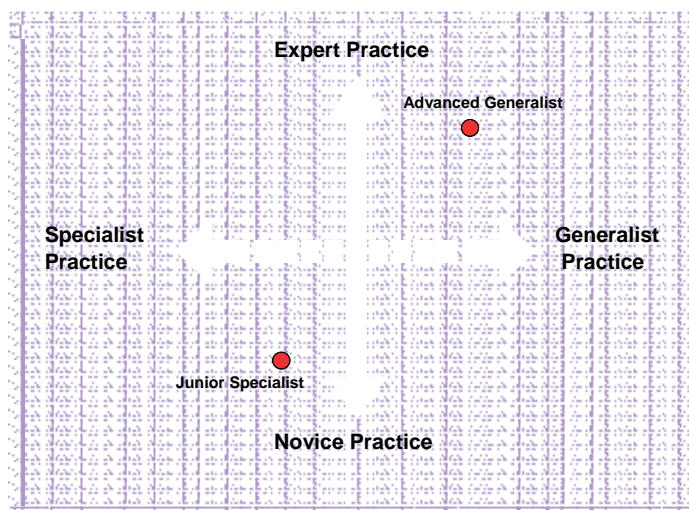 Expert Practice
Advanced Generalist
Specialist
Practice
Generalist
Practice
Junior Specialist
Novice Practice